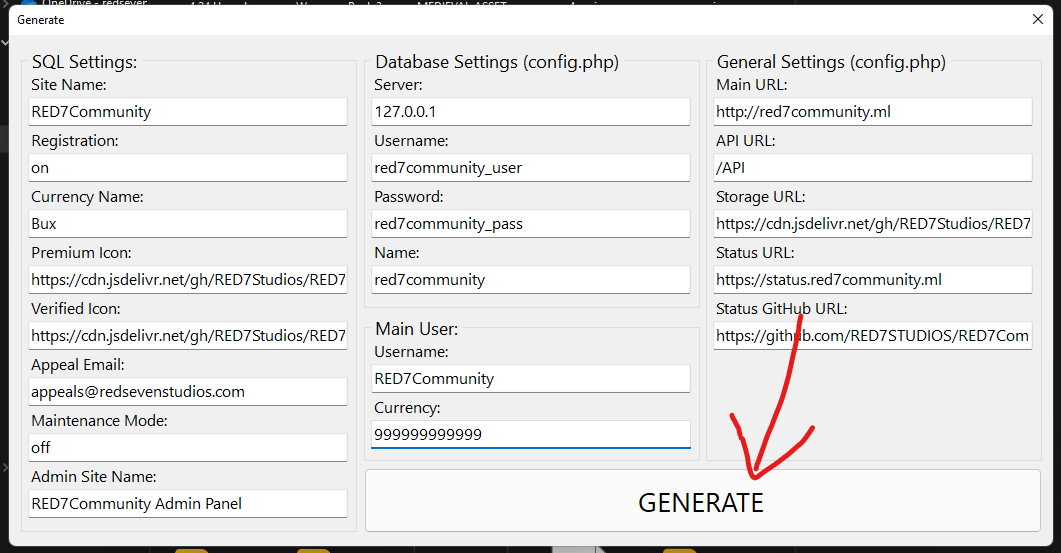 Generate
SQL Settings:
Site Name:
RED7Community
Registration:
on
Currency Name:
Bux
Premium Icon:
https://cdn.jsdelivr.net/gh/RED7Studios/RED7
Verified Icon:
https://cdn.jsdelivr.net/gh/RED7Studios/RED7
Appeal Email:
appeals@redsevenstudios.com
Maintenance Mode:
off
Admin Site Name:
RED7Community Admin Panel
Database Settings (config.php)
Server:
127.0.0.1
Username:
red7community_user
Password:
red7community_pass
Name:
red7community
Main User:
Username:
RED7Community
Currency:
999999999999
General Settings (config.php)
Main URL:
http://red7community.ml
API URL:
/API
Storage URL:
https://cdn.jsdelivr.net/gh/RED7Studios/RED7
Status URL:
https://status.red7community.ml
Status GitHub URL:
https://github.com/RED7STUDIOS/RED7Com
GENERATE